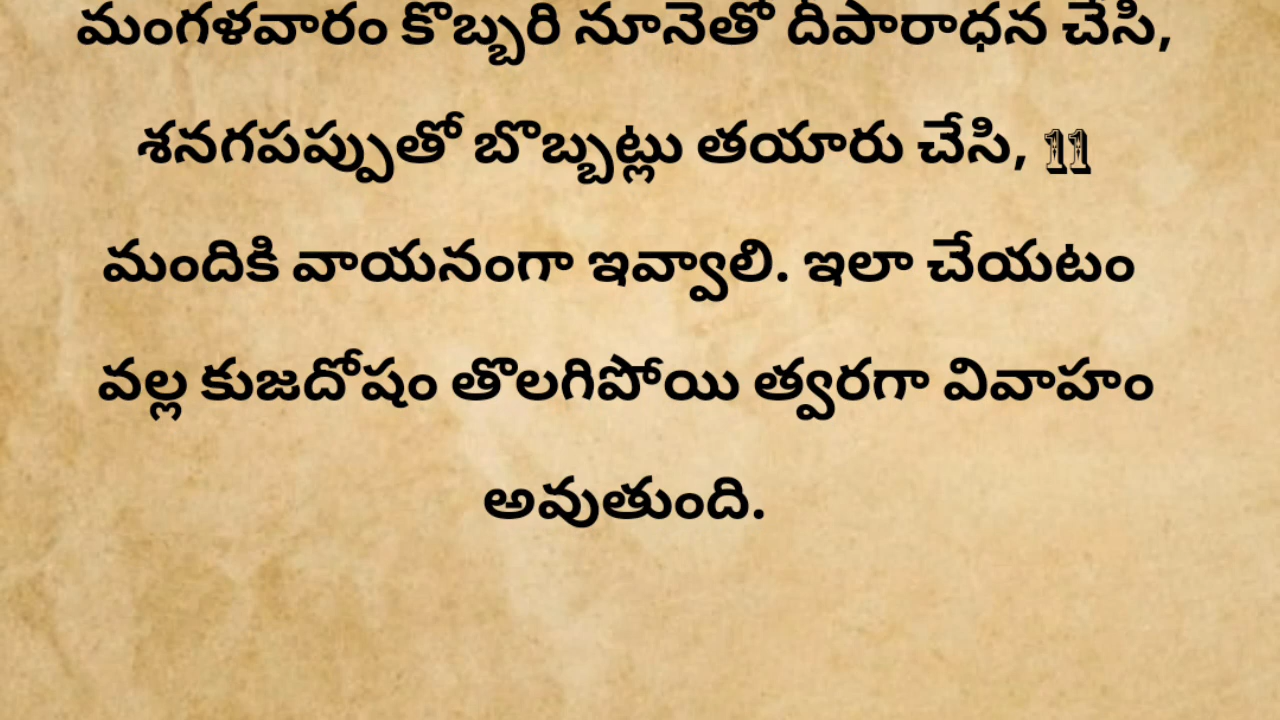 మంగళవారం కొబ్బరి నూనెతో దీపారాధన చేసి,
శనగపప్పుతో బొబ్బట్లు తయారు చేసి, 11
మందికి వాయనంగా ఇవ్వాలి. ఇలా చేయటం
వల్ల కుజదోషం తొలగిపోయి త్వరగా వివాహం
అవుతుంది.